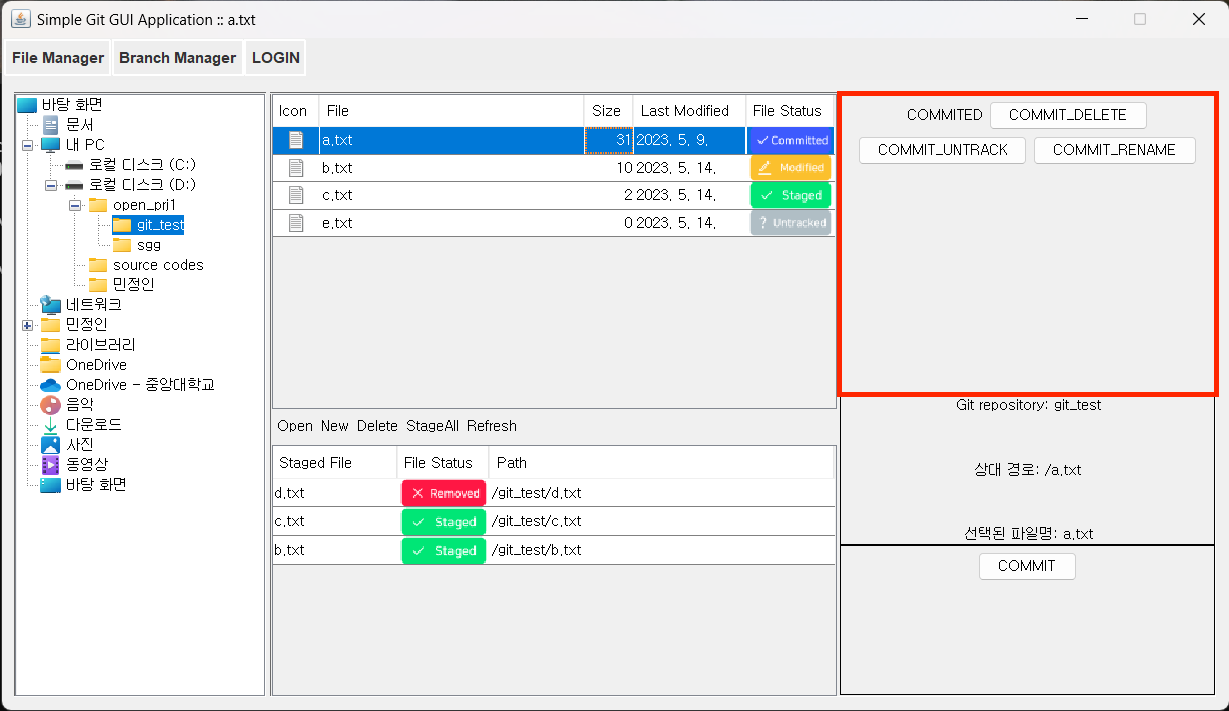 Simple Git GUI Application :: a.txt
File Manager Branch Manager LOGIN
바탕 화면
문서
내 PC
로컬 디스크 (C:)
로컬 디스크 (D:)
open_prj1
git_test
sgg
source codes
민정인
네트워크
민정인
라이브러리
OneDrive
OneDrive - 중앙대학교
음악
다운로드
사진
동영상
바탕 화면
Icon File Size Last Modified File Status
a.txt 31 2023. 5. 9. Committed
b.txt 10 2023. 5. 14. Modified
c.txt 2 2023. 5. 14. Staged
e.txt 0 2023. 5. 14. ? Untracked
Open New Delete StageAll Refresh
Staged File File Status Path
d.txt Removed /git_test/d.txt
c.txt Staged /git_test/c.txt
b.txt Staged /git_test/b.txt
COMMITED COMMIT_DELETE
COMMIT_UNTRACK COMMIT_RENAME
Git repository: git_test
상대 경로: /a.txt
선택된 파일명: a.txt
COMMIT